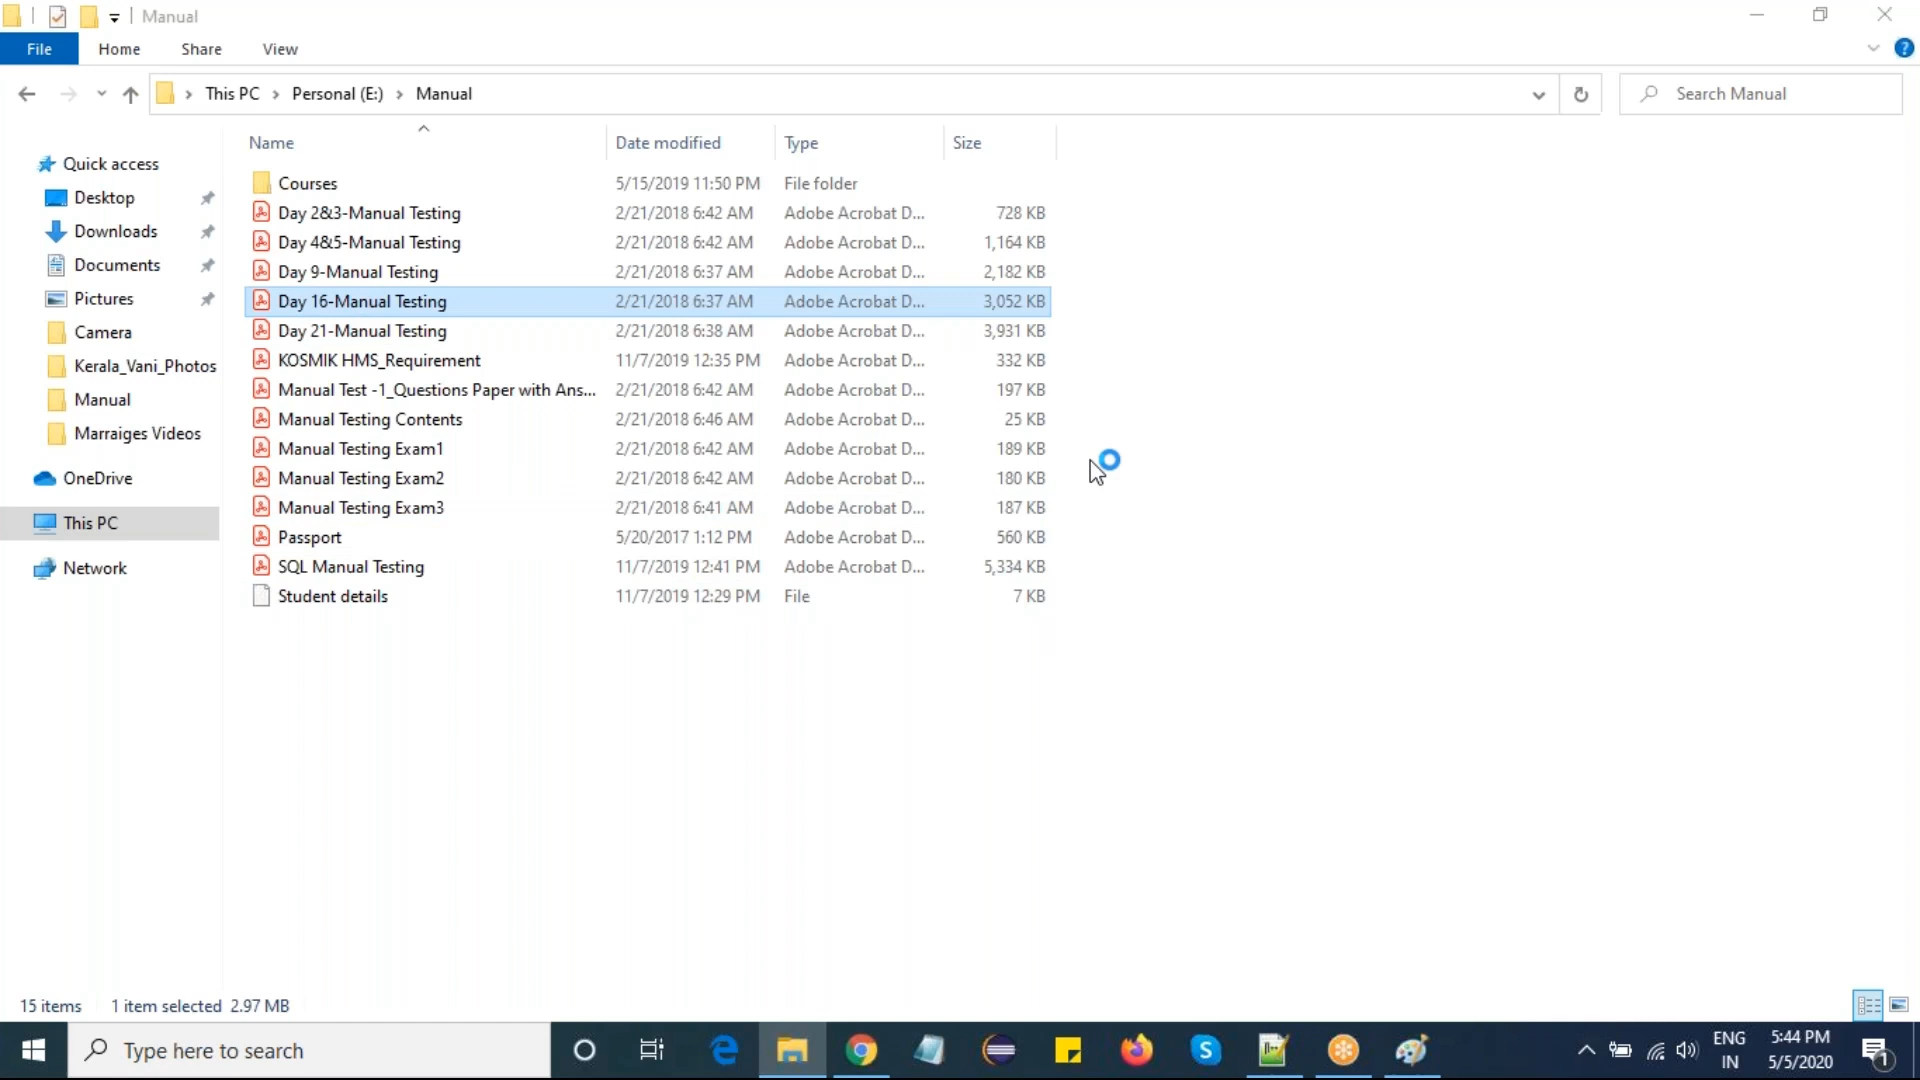 Manual
File Home Share View
This PC Personal (E:) Manual
Search Manual
Name Date modified Type Size
Quick access
Desktop
Downloads
Documents
Pictures
Camera
Kerala_Vani_Photos
Manual
Marraiges Videos
OneDrive
This PC
Network
Courses 5/15/2019 11:50 PM File folder
Day 2&3-Manual Testing 2/21/2018 6:42 AM Adobe Acrobat D... 728 KB
Day 4&5-Manual Testing 2/21/2018 6:42 AM Adobe Acrobat D... 1,164 KB
Day 9-Manual Testing 2/21/2018 6:37 AM Adobe Acrobat D... 2,182 KB
Day 16-Manual Testing 2/21/2018 6:37 AM Adobe Acrobat D... 3,052 KB
Day 21-Manual Testing 2/21/2018 6:38 AM Adobe Acrobat D... 3,931 KB
KOSMIK HMS_Requirement 11/7/2019 12:35 PM Adobe Acrobat D... 332 KB
Manual Test -1_Questions Paper with Ans... 2/21/2018 6:42 AM Adobe Acrobat D... 197 KB
Manual Testing Contents 2/21/2018 6:46 AM Adobe Acrobat D... 25 KB
Manual Testing Exam1 2/21/2018 6:42 AM Adobe Acrobat D... 189 KB
Manual Testing Exam2 2/21/2018 6:42 AM Adobe Acrobat D... 180 KB
Manual Testing Exam3 2/21/2018 6:41 AM Adobe Acrobat D... 187 KB
Passport 5/20/2017 1:12 PM Adobe Acrobat D... 560 KB
SQL Manual Testing 11/7/2019 12:41 PM Adobe Acrobat D... 5,334 KB
Student details 11/7/2019 12:29 PM File 7 KB
15 items 1 item selected 2.97 MB
Type here to search
ENG
IN
5:44 PM
5/5/2020
1